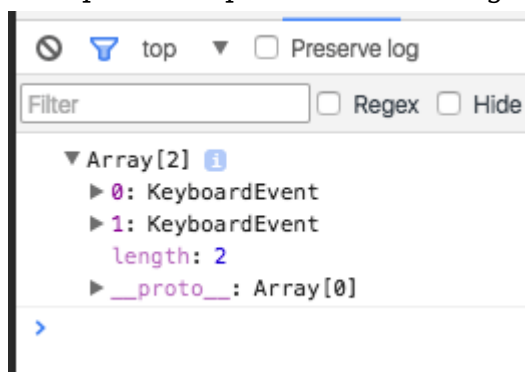 top ▼ Preserve log
Filter Regex Hide
▼ Array[2] i
▶ 0: KeyboardEvent
▶ 1: KeyboardEvent
length: 2
▶ __proto__: Array[0]
>